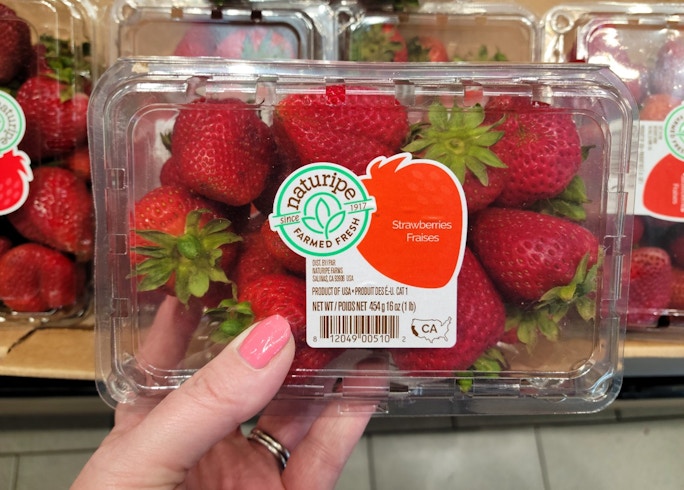 naturipe
since 1917
FARMED FRESH
Strawberries
Fraises
DIST. BY/PAR
NATURIPE FARMS
SALINAS, CA 93906 USA
PRODUCT OF USA • PRODUIT DES É.-U. CAT 1
NET WT / POIDS NET 454 g 16 oz (1 lb)
8 12049 00510 2
CA